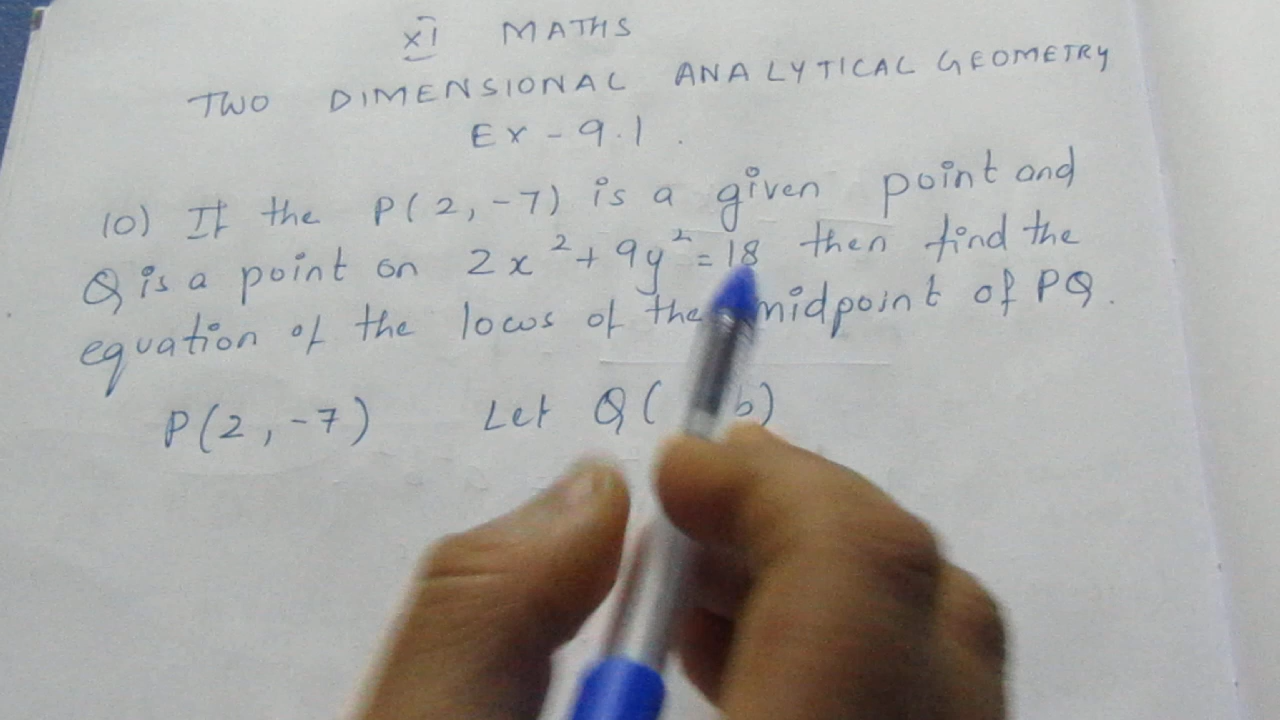 XI MATHS
TWO DIMENSIONAL ANALYTICAL GEOMETRY
Ex - 9.1.
10) If the P(2, -7) is a given point and
Q is a point on 2x² + 9y² = 18 then find the
equation of the locus of the midpoint of PQ.
P(2, -7) Let Q( b)